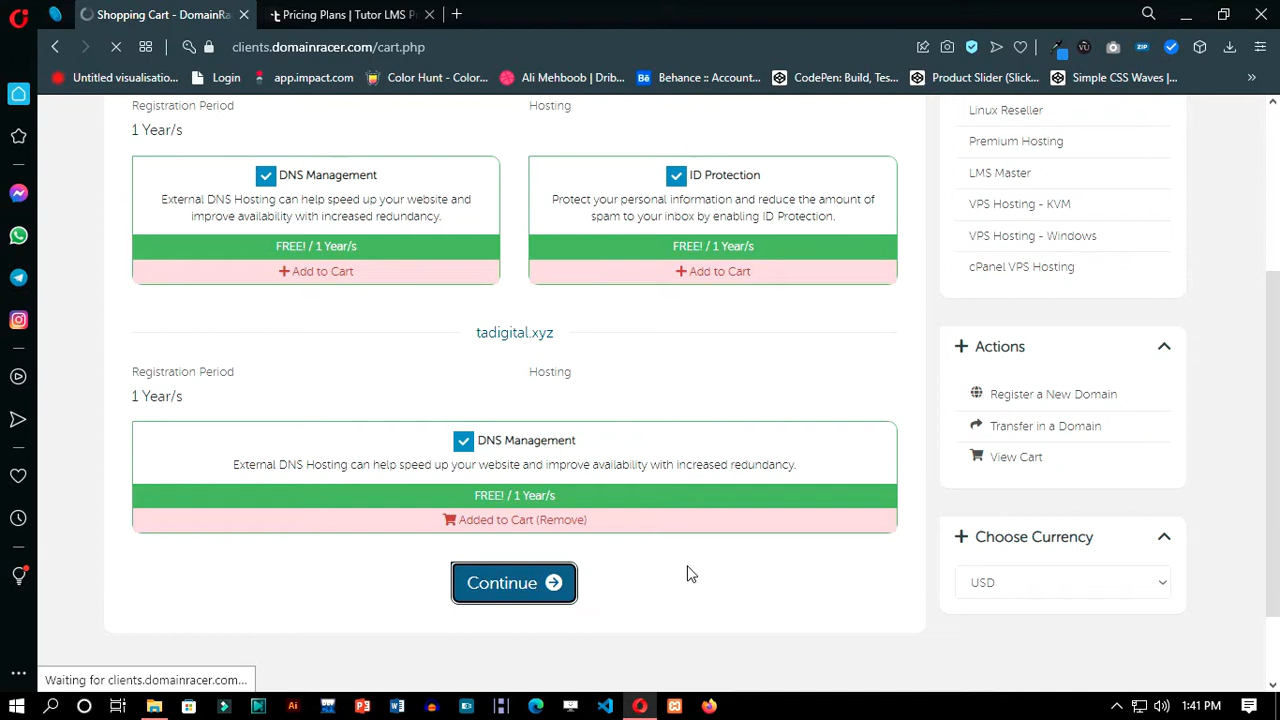 Shopping Cart - DomainRa
Pricing Plans | Tutor LMS P
clients.domainracer.com/cart.php
VU
ZIP
Untitled visualisatio...
Login
app.impact.com
Color Hunt - Color...
Ali Mehboob | Drib...
Bē
Behance :: Account...
CodePen: Build, Tes...
Product Slider (Slick...
Simple CSS Waves |...
Registration Period
Hosting
1 Year/s
DNS Management
External DNS Hosting can help speed up your website and
improve availability with increased redundancy.
FREE! / 1 Year/s
Add to Cart
ID Protection
Protect your personal information and reduce the amount of
spam to your inbox by enabling ID Protection.
FREE! / 1 Year/s
Add to Cart
tadigital.xyz
Registration Period
Hosting
1 Year/s
DNS Management
External DNS Hosting can help speed up your website and improve availability with increased redundancy.
FREE! / 1 Year/s
Added to Cart (Remove)
Continue
Linux Reseller
Premium Hosting
LMS Master
VPS Hosting - KVM
VPS Hosting - Windows
cPanel VPS Hosting
Actions
Register a New Domain
Transfer in a Domain
View Cart
Choose Currency
USD
Waiting for clients.domainracer.com...
Ai
1:41 PM